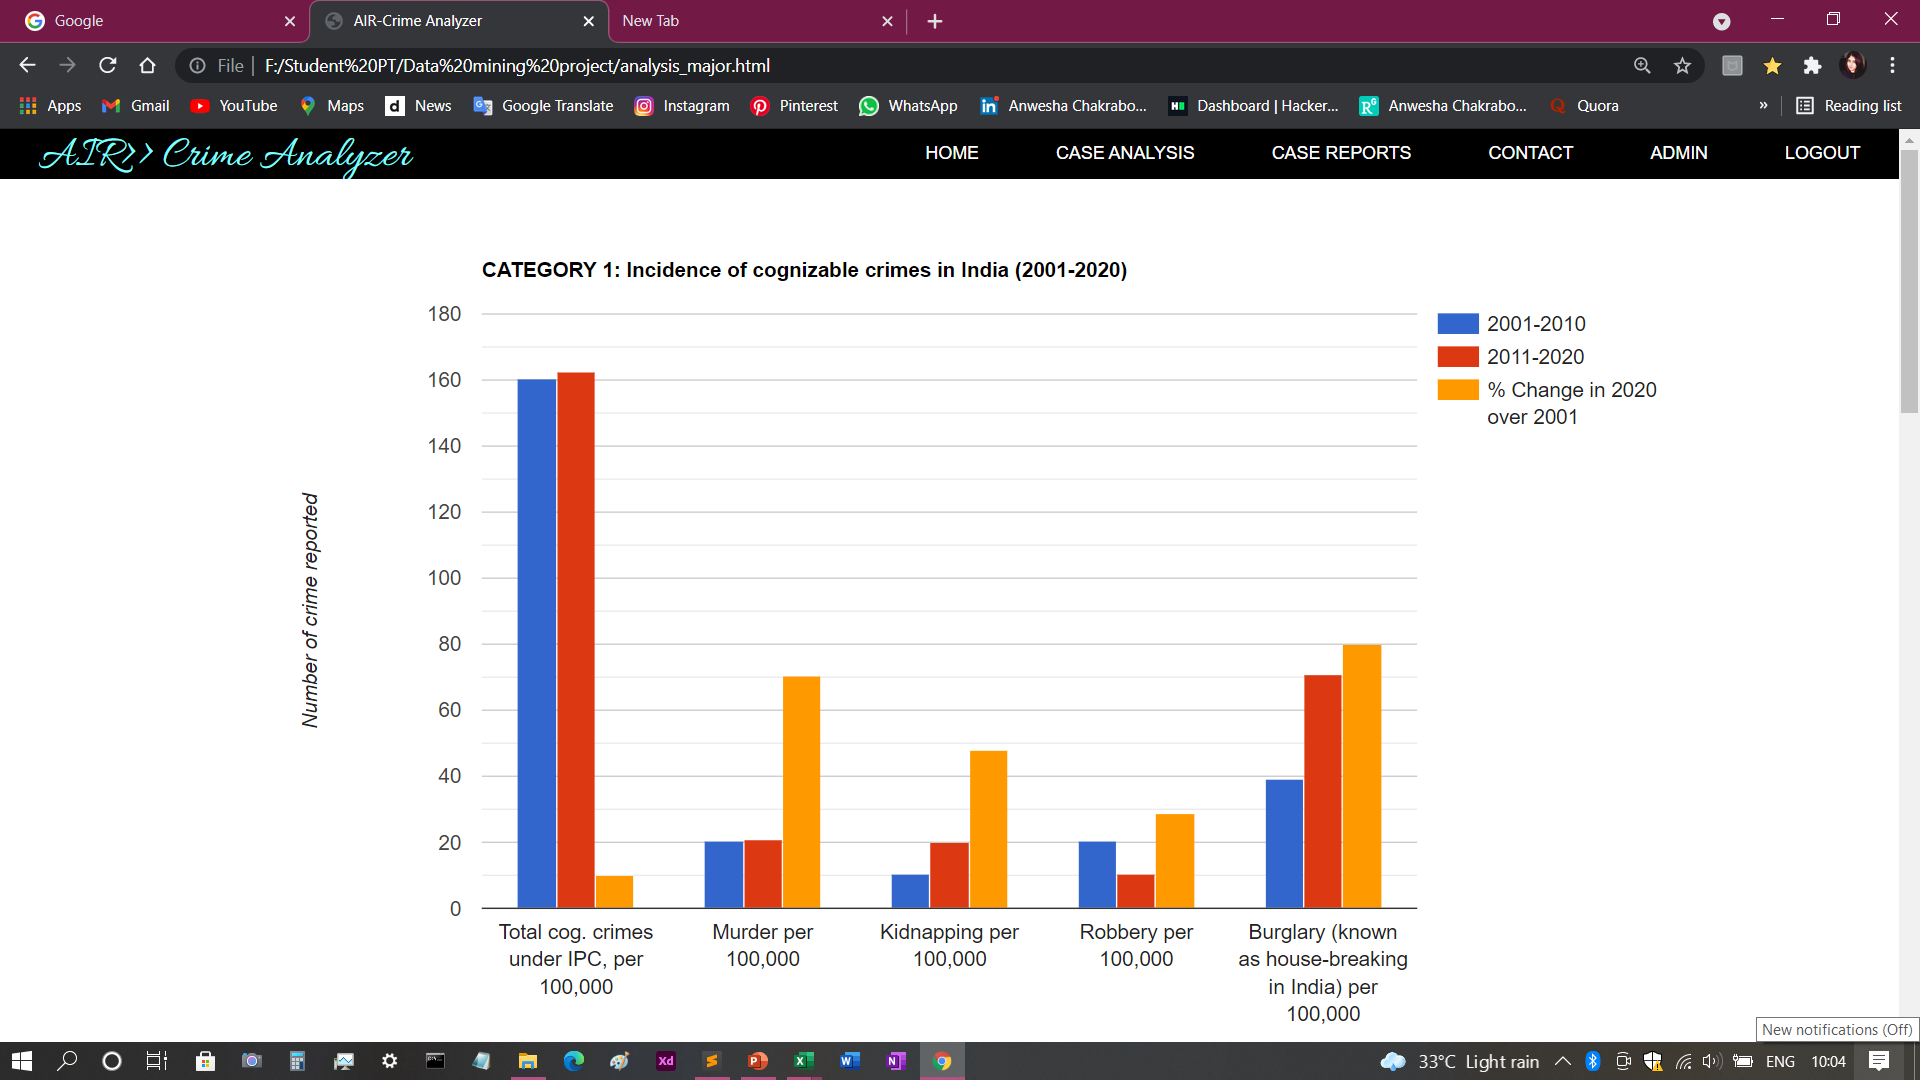 Google
AIR-Crime Analyzer
New Tab
File
F:/Student%20PT/Data%20mining%20project/analysis_major.html
Apps
Gmail
YouTube
Maps
d
News
Google Translate
Instagram
Pinterest
WhatsApp
in
Anwesha Chakrabo...
Dashboard | Hacker...
Anwesha Chakrabo...
Quora
»
Reading list
AIR>> Crime Analyzer
HOME
CASE ANALYSIS
CASE REPORTS
CONTACT
ADMIN
LOGOUT
CATEGORY 1: Incidence of cognizable crimes in India (2001-2020)
180
160
140
120
100
80
60
40
20
0
Number of crime reported
2001-2010
2011-2020
% Change in 2020
over 2001
Total cog. crimes
under IPC, per
100,000
Murder per
100,000
Kidnapping per
100,000
Robbery per
100,000
Burglary (known
as house-breaking
in India) per
100,000
New notifications (Off)
Xd
33°C Light rain
ENG
10:04